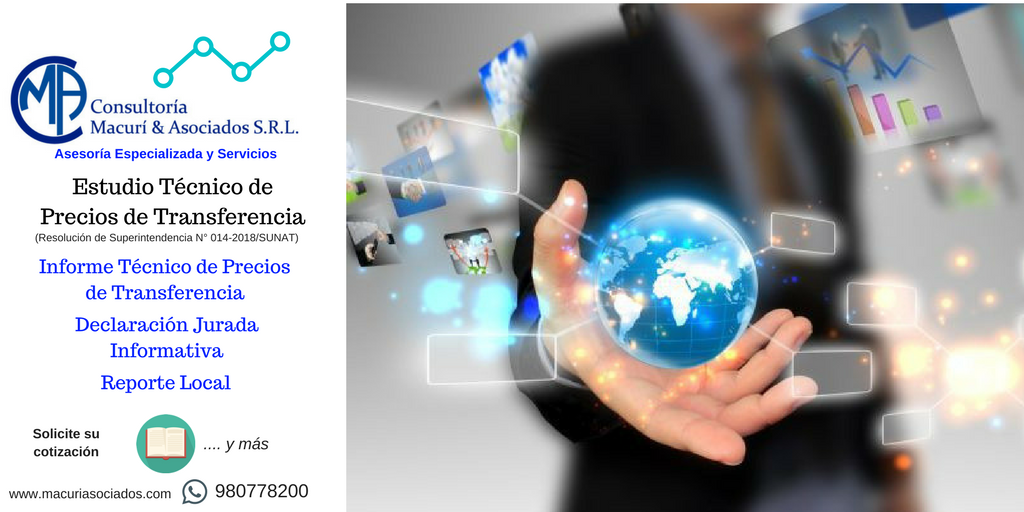 CMA
Consultoría
Macurí & Asociados S.R.L.
Asesoría Especializada y Servicios
Estudio Técnico de
Precios de Transferencia
(Resolución de Superintendencia N° 014-2018/SUNAT)
Informe Técnico de Precios
de Transferencia
Declaración Jurada
Informativa
Reporte Local
Solicite su
cotización
.... y más
www.macuriasociados.com
980778200